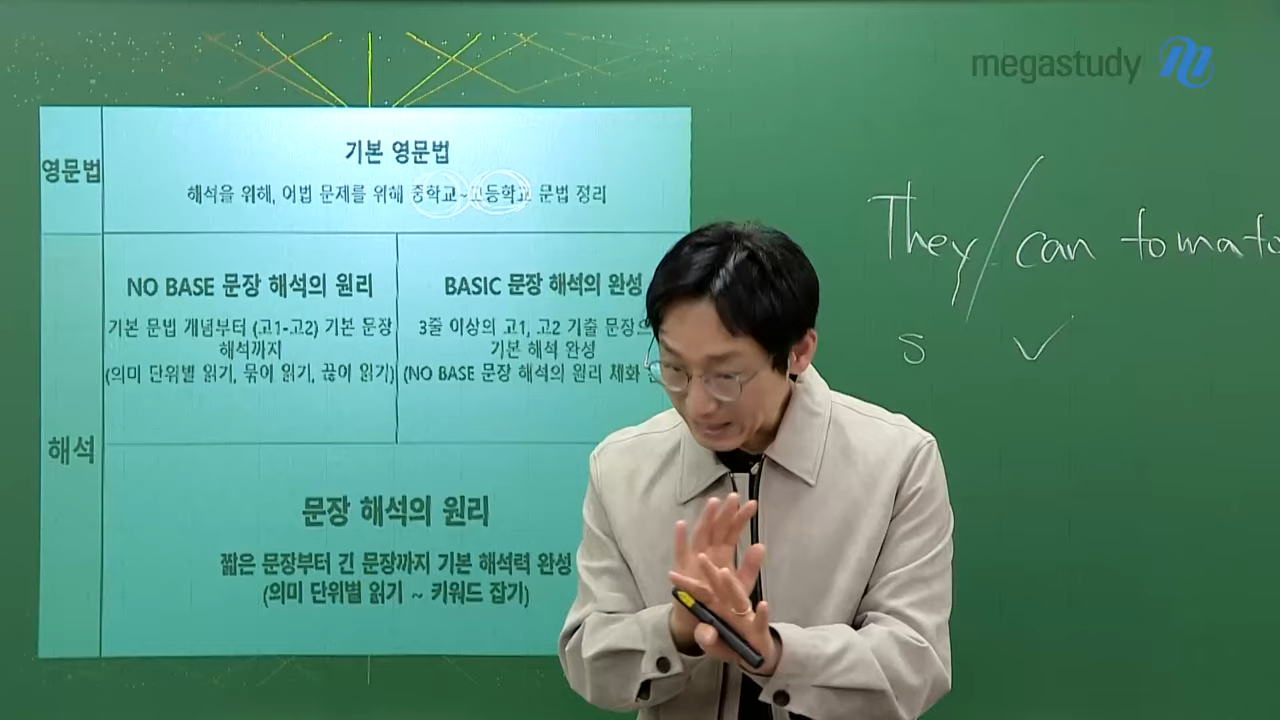 megastudy
영문법
기본 영문법
해석을 위해, 어법 문제를 위해 중학교~고등학교 문법 정리
해석
NO BASE 문장 해석의 원리
기본 문법 개념부터 (고1-고2) 기본 문장
해석까지
(의미 단위별 읽기, 묶어 읽기, 끊어 읽기)
BASIC 문장 해석의 완성
3줄 이상의 고1, 고2 기출 문장
기본 해석 완성
(NO BASE 문장 해석의 원리 체화
문장 해석의 원리
짧은 문장부터 긴 문장까지 기본 해석력 완성
(의미 단위별 읽기 ~ 키워드 잡기)
They / can tomato
S V